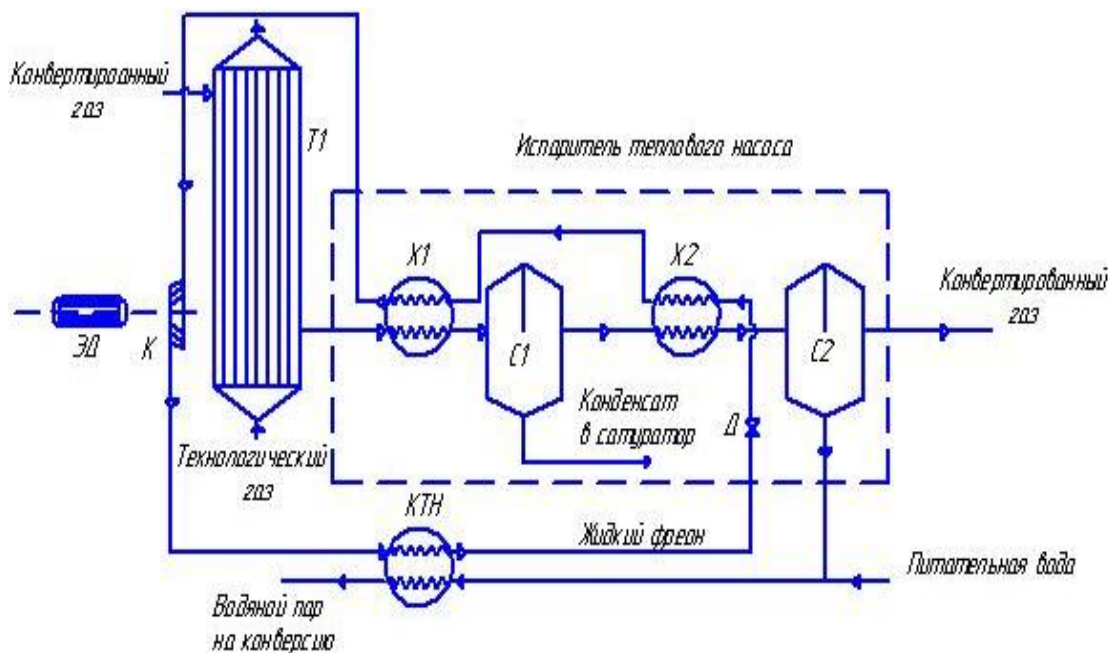 Конвертироанный
газ
Т1
Испаритель теплового насоса
Х1
Х2
Конвертированный
газ
ЭД
К
С1
С2
Конденсат
в сатуратор
Д
Технологический
газ
КТН
Жидкий фреон
Питательная вода
Водяной пар
на конверсию